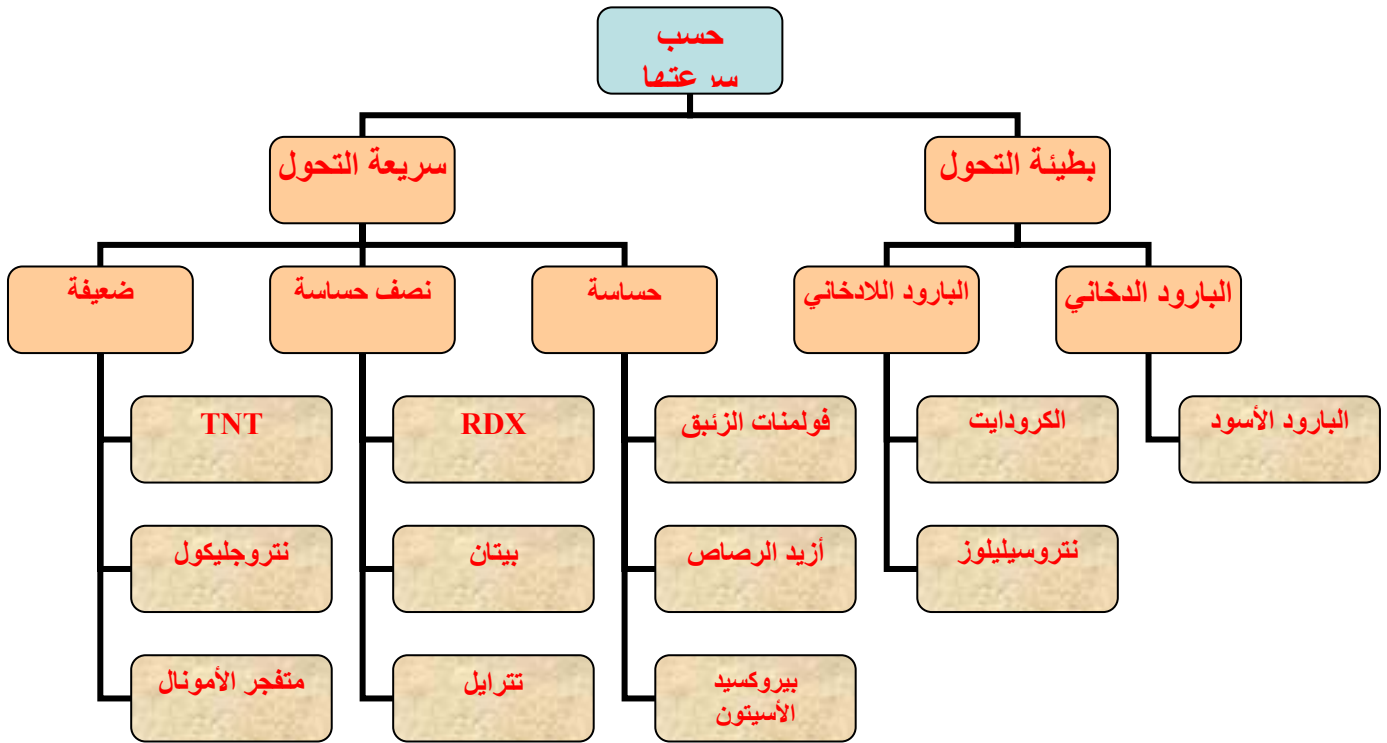 حسب
سرعتها
بطيئة التحول
سريعة التحول
البارود الدخاني
البارود اللادخاني
حساسة
نصف حساسة
ضعيفة
البارود الأسود
الكرودايت
فولمنات الزئبق
RDX
TNT
نتروسيليلوز
أزيد الرصاص
بيتان
نتروجليكول
بيروكسيد
الأسيتون
تترايل
متفجر الأمونال